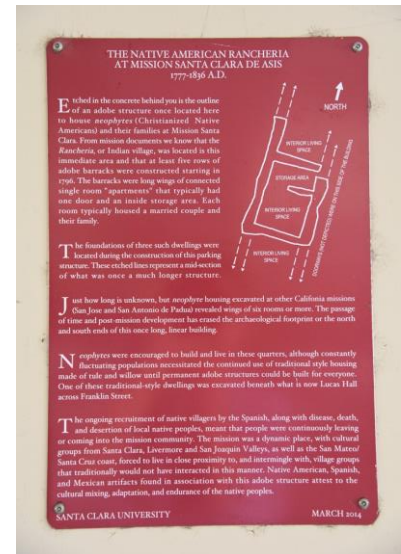 THE NATIVE AMERICAN RANCHERIA
AT MISSION SANTA CLARA DE ASIS
1777-1836 A.D.
Etched in the concrete behind you is the outline
of an adobe structure once located here
to house neophytes (Christianized Native
Americans) and their families at Mission Santa
Clara. From mission documents we know that the
Rancheria, or Indian village, was located is this
immediate area and that at least five rows of
adobe barracks were constructed starting in
1796. The barracks were long wings of connected
single room "apartments" that typically had
one door and an inside storage area. Each
room typically housed a married couple and
their family.
The foundations of three such dwellings were
located during the construction of this parking
structure. These etched lines represent a mid-section
of what was once a much longer structure.
NORTH
INTERIOR LIVING
SPACE
STORAGE AREA
INTERIOR LIVING
SPACE
INTERIOR LIVING
SPACE
DOORWAYS NOT DEPICTED WERE ON THIS SIDE OF THE BUILDING
Just how long is unknown, but neophyte housing excavated at other Califonia missions
(San Jose and San Antonio de Padua) revealed wings of six rooms or more. The passage
of time and post-mission development has erased the archaeological footprint or the north
and south ends of this once long, linear building.
Neophytes were encouraged to build and live in these quarters, although constantly
fluctuating populations necessitated the continued use of traditional style housing
made of tule and willow until permanent adobe structures could be built for everyone.
One of these traditional-style dwellings was excavated beneath what is now Lucas Hall
across Franklin Street.
The ongoing recruitment of native villagers by the Spanish, along with disease, death,
and desertion of local native peoples, meant that people were continuously leaving
or coming into the mission community. The mission was a dynamic place, with cultural
groups from Santa Clara, Livermore and San Joaquin Valleys, as well as the San Mateo/
Santa Cruz coast, forced to live in close proximity to, and intermingle with, village groups
that traditionally would not have interacted in this manner. Native American, Spanish,
and Mexican artifacts found in association with this adobe structure attest to the
cultural mixing, adaptation, and endurance of the native peoples.
SANTA CLARA UNIVERSITY
MARCH 2014